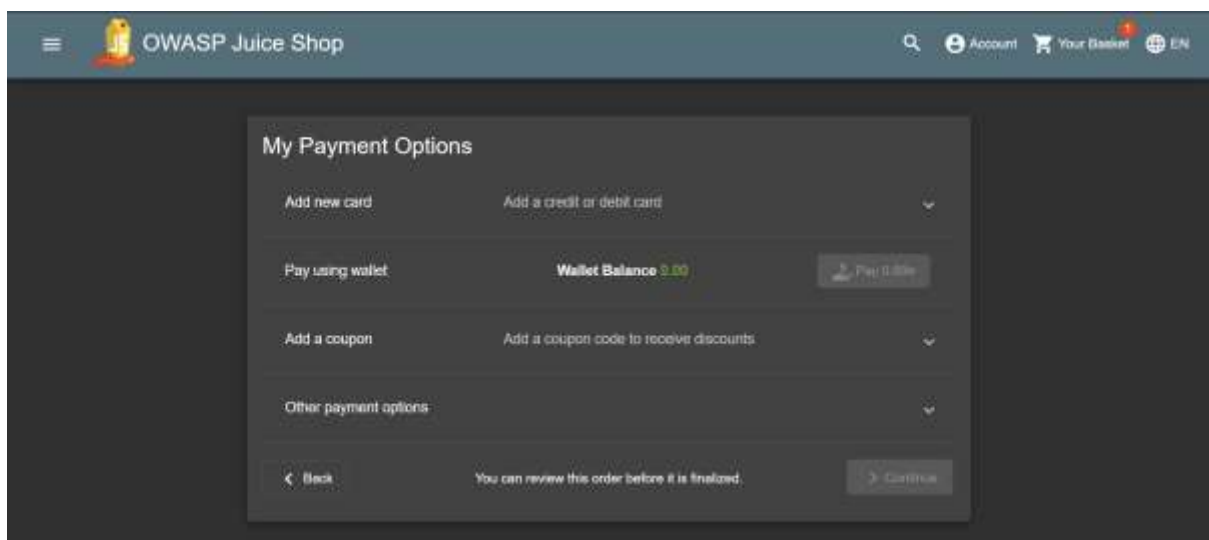 OWASP Juice Shop
Account
Your Basket
1
EN
My Payment Options
Add new card
Add a credit or debit card
Pay using wallet
Wallet Balance 0.00
Pay
Add a coupon
Add a coupon code to receive discounts
Other payment options
Back
You can review this order before it is finalized.
Continue